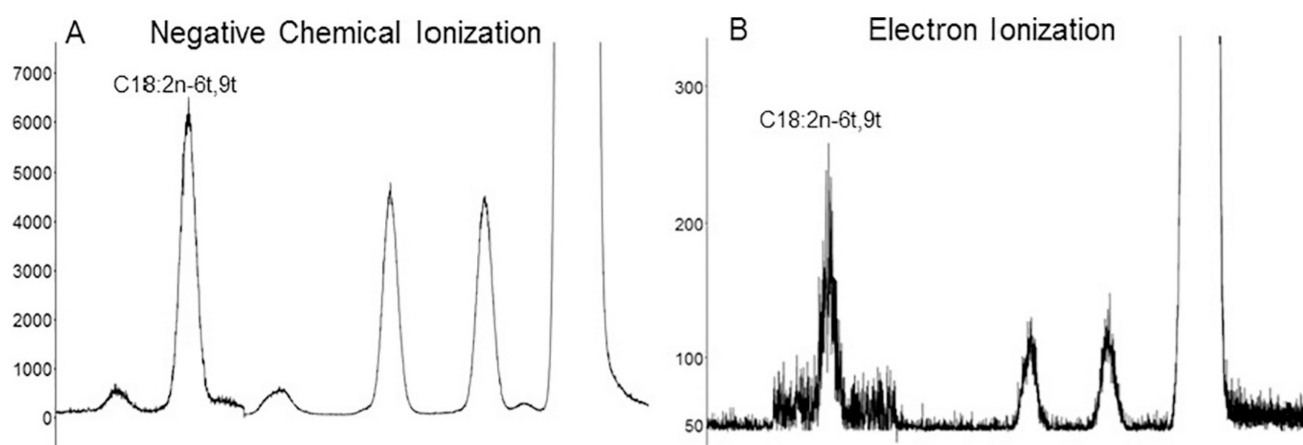 A
Negative Chemical Ionization
7000
C18:2n-6t,9t
6000
5000
4000
3000
2000
1000
0
B
Electron Ionization
300
C18:2n-6t,9t
200
100
50